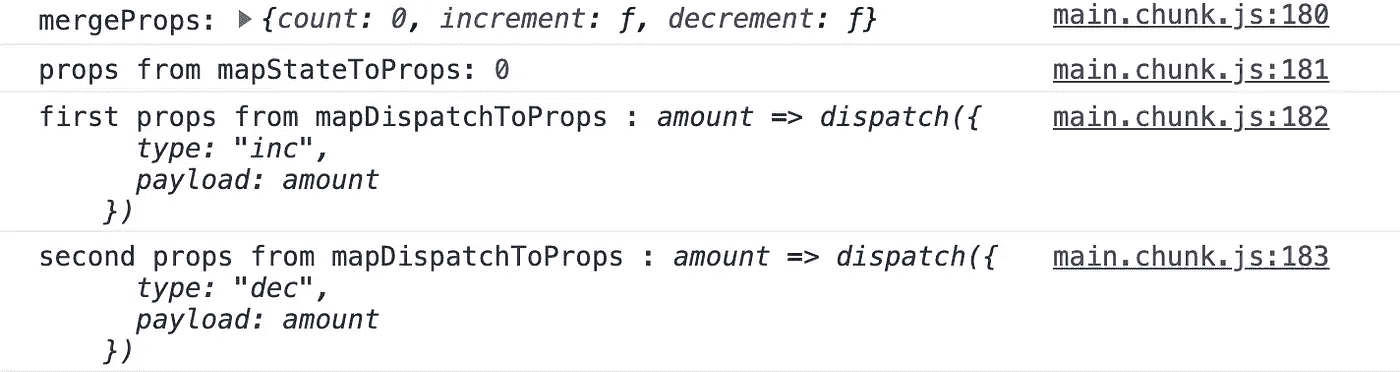 mergeProps: ▶{count: 0, increment: ƒ, decrement: ƒ} main.chunk.js:180
props from mapStateToProps: 0 main.chunk.js:181
first props from mapDispatchToProps : amount => dispatch({ main.chunk.js:182
type: "inc",
payload: amount
})
second props from mapDispatchToProps : amount => dispatch({ main.chunk.js:183
type: "dec",
payload: amount
})